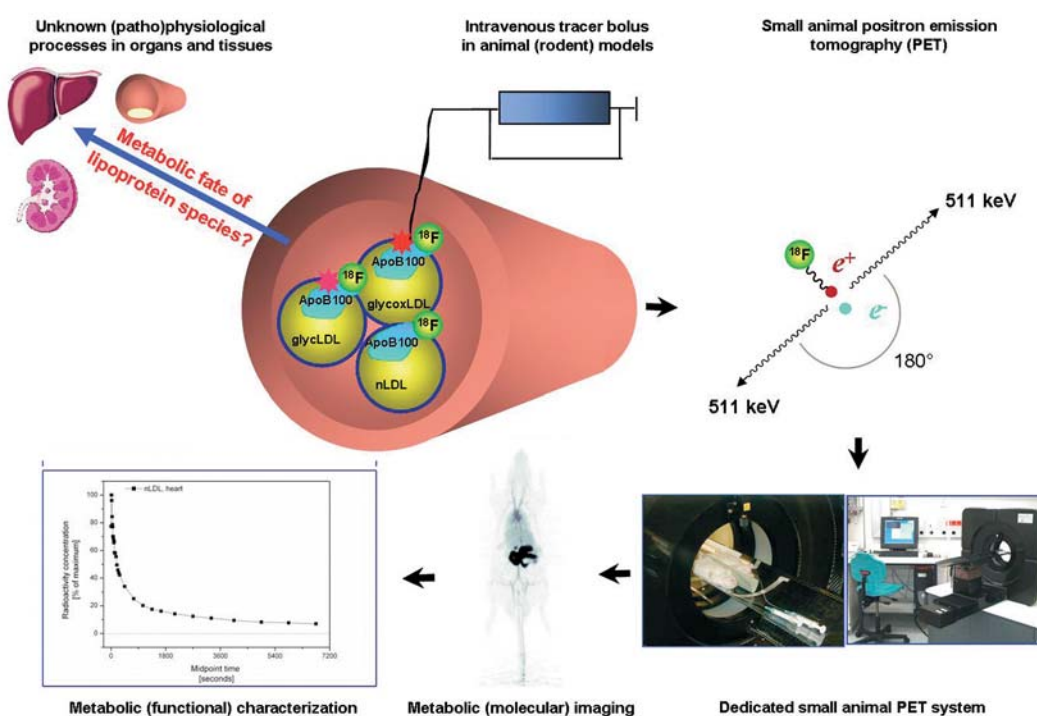 Unknown (patho)physiological
processes in organs and tissues
Intravenous tracer bolus
in animal (rodent) models
Small animal positron emission
tomography (PET)
Metabolic fate of
lipoprotein species?
18F
ApoB100
glycoxLDL
18F
ApoB100
glycLDL
18F
ApoB100
nLDL
511 keV
18F
e+
e-
180°
511 keV
nLDL, heart
Radioactivity concentration
[% of maximum]
100
80
60
40
20
0
0
1800
3600
5400
7200
Midpoint time
[seconds]
Metabolic (functional) characterization
Metabolic (molecular) imaging
Dedicated small animal PET system